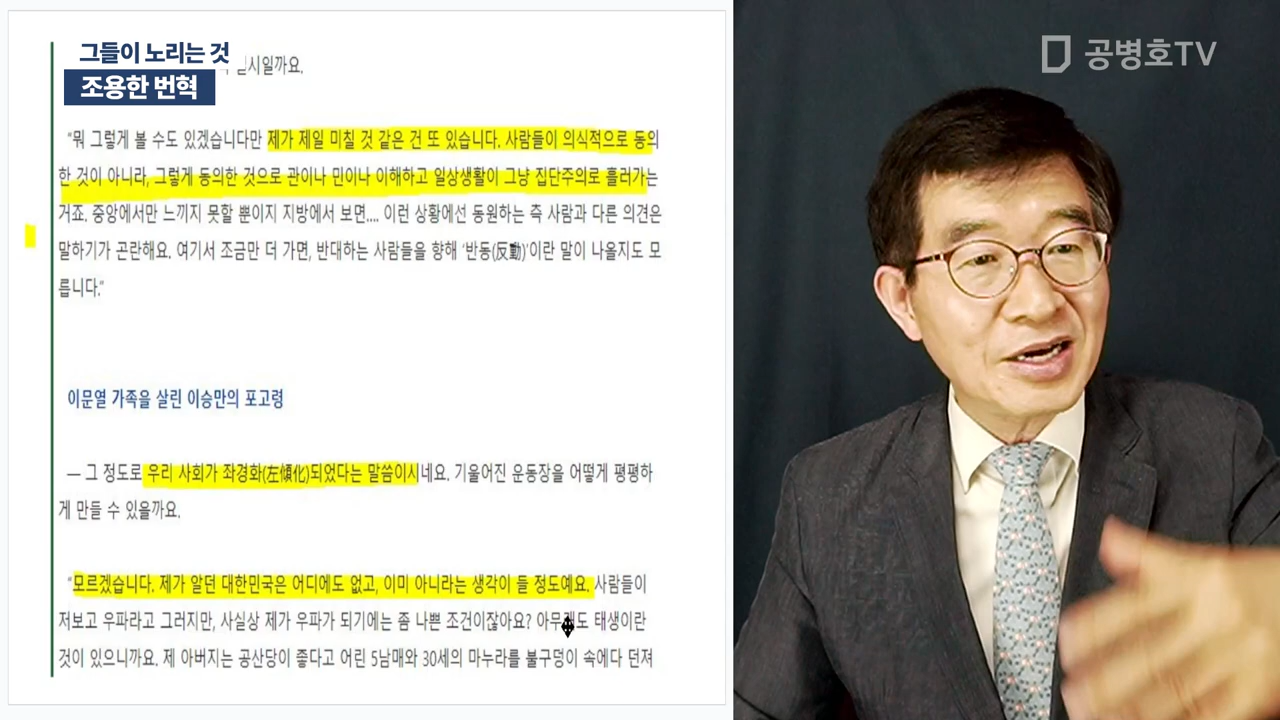 그들이 노리는 것
조용한 번혁
일시일까요.
“뭐 그렇게 볼 수도 있겠습니다만 제가 제일 미칠 것 같은 건 또 있습니다. 사람들이 의식적으로 동의
한 것이 아니라, 그렇게 동의한 것으로 관이나 민이나 이해하고 일상생활이 그냥 집단주의로 흘러가는
거죠. 중앙에서만 느끼지 못할 뿐이지 지방에서 보면.... 이런 상황에선 동원하는 측 사람과 다른 의견은
말하기가 곤란해요. 여기서 조금만 더 가면, 반대하는 사람들을 향해 ‘반동(反動)’이란 말이 나올지도 모
릅니다.”
이문열 가족을 살린 이승만의 포고령
— 그 정도로 우리 사회가 좌경화(左傾化)되었다는 말씀이시네요. 기울어진 운동장을 어떻게 평평하
게 만들 수 있을까요.
“모르겠습니다. 제가 알던 대한민국은 어디에도 없고, 이미 아니라는 생각이 들 정도예요. 사람들이
저보고 우파라고 그러지만, 사실상 제가 우파가 되기에는 좀 나쁜 조건이잖아요? 아무래도 태생이란
것이 있으니까요. 제 아버지는 공산당이 좋다고 어린 5남매와 30세의 마누라를 불구덩이 속에다 던져
공병호TV